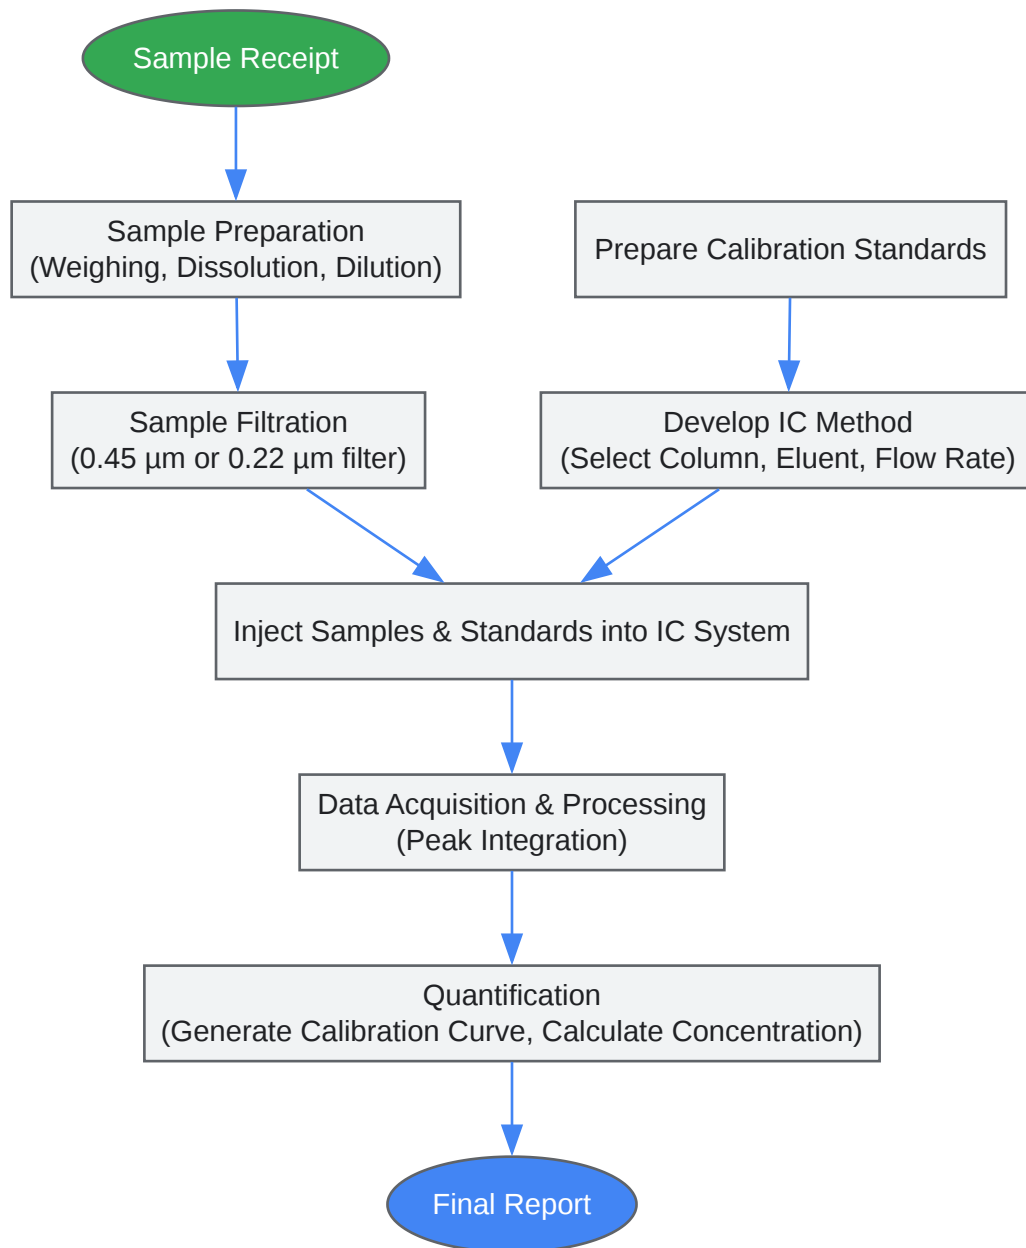 Sample Receipt
Sample Preparation
(Weighing, Dissolution, Dilution)
Prepare Calibration Standards
Sample Filtration
(0.45 µm or 0.22 µm filter)
Develop IC Method
(Select Column, Eluent, Flow Rate)
Inject Samples & Standards into IC System
Data Acquisition & Processing
(Peak Integration)
Quantification
(Generate Calibration Curve, Calculate Concentration)
Final Report